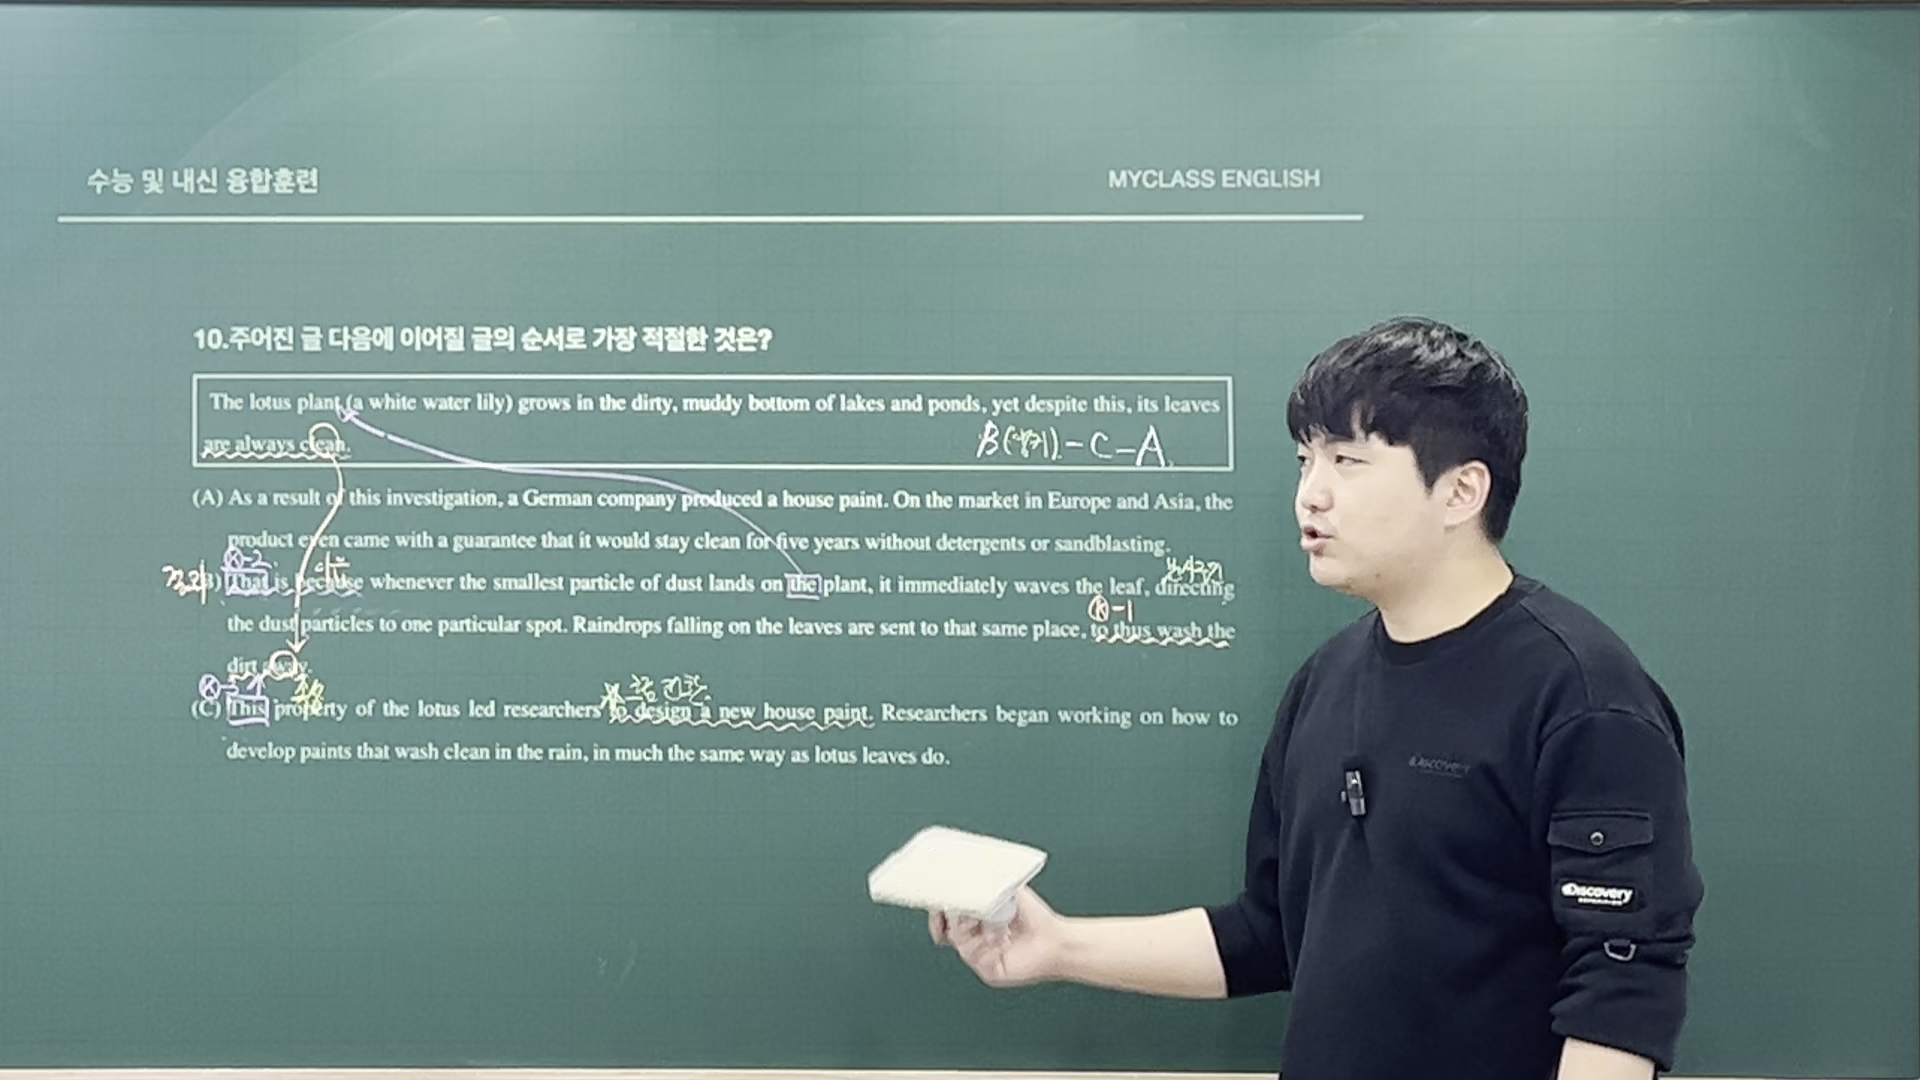 수능 및 내신 융합훈련
MYCLASS ENGLISH
10.주어진 글 다음에 이어질 글의 순서로 가장 적절한 것은?
The lotus plant (a white water lily) grows in the dirty, muddy bottom of lakes and ponds, yet despite this, its leaves
are always clean.
B -C-A
(A) As a result of this investigation, a German company produced a house paint. On the market in Europe and Asia, the
product even came with a guarantee that it would stay clean for five years without detergents or sandblasting.
K-2
결과
(B) That is because whenever the smallest particle of dust lands on the plant, it immediately waves the leaf, directing
분사구문
the dust particles to one particular spot. Raindrops falling on the leaves are sent to that same place, to thus wash the
K-1
dirt away.
(C) This property of the lotus led researchers to design a new house paint. Researchers began working on how to
develop paints that wash clean in the rain, in much the same way as lotus leaves do.
Discovery
Discovery